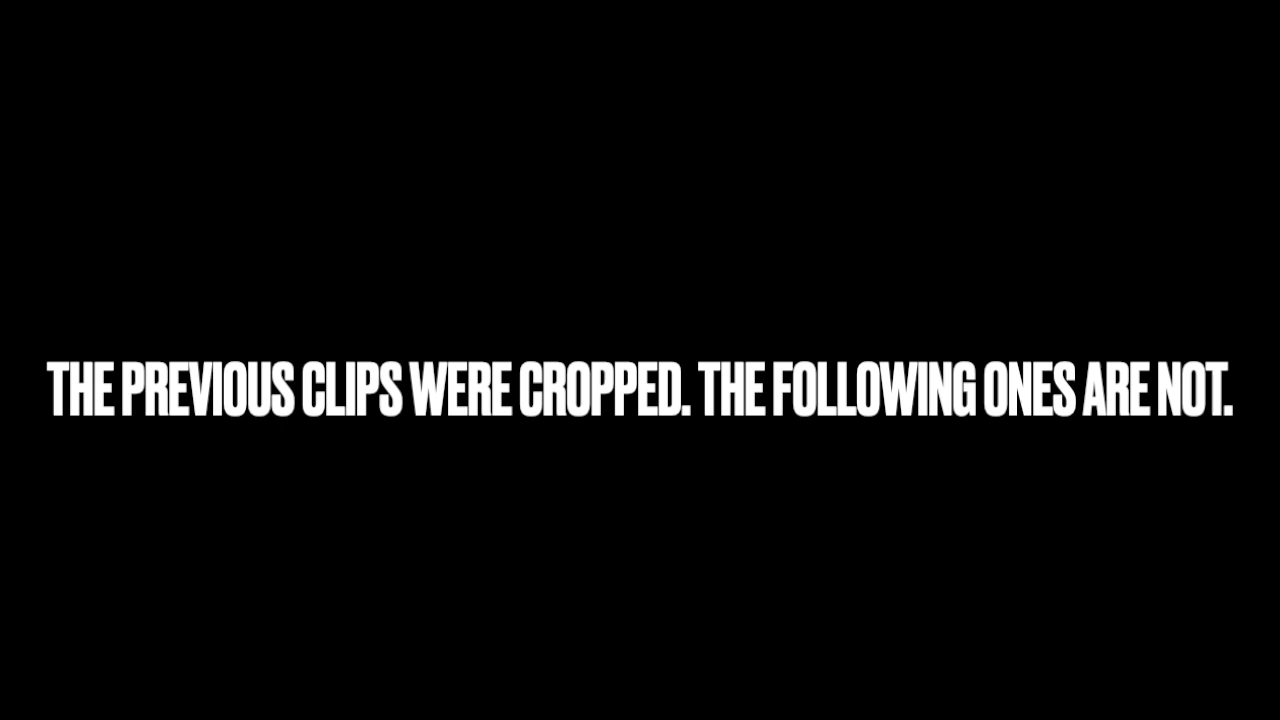 THE PREVIOUS CLIPS WERE CROPPED. THE FOLLOWING ONES ARE NOT.